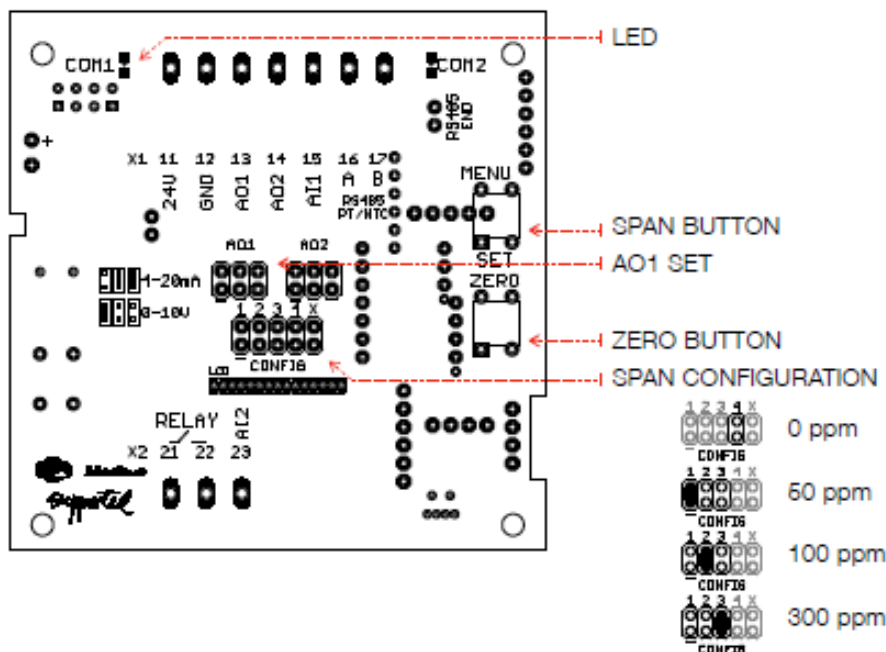 LED
COM1
COM2
RS485
END
+
X1 11 12 13 14 15 16 17
24V GND AO1 AO2 AI1 A B
RS485
PT/NTC
MENU
SPAN BUTTON
SET
AO1 AO2
AO1 SET
4-20mA
ZERO
0-10V
1 2 3 4 X
CONFIG
ZERO BUTTON
LED
SPAN CONFIGURATION
RELAY
AI2
X2 21 22 23
1 2 3 4 X
0 ppm
CONFIG
1 2 3 4 X
50 ppm
CONFIG
1 2 3 4 X
100 ppm
CONFIG
1 2 3 4 X
300 ppm
CONFIG